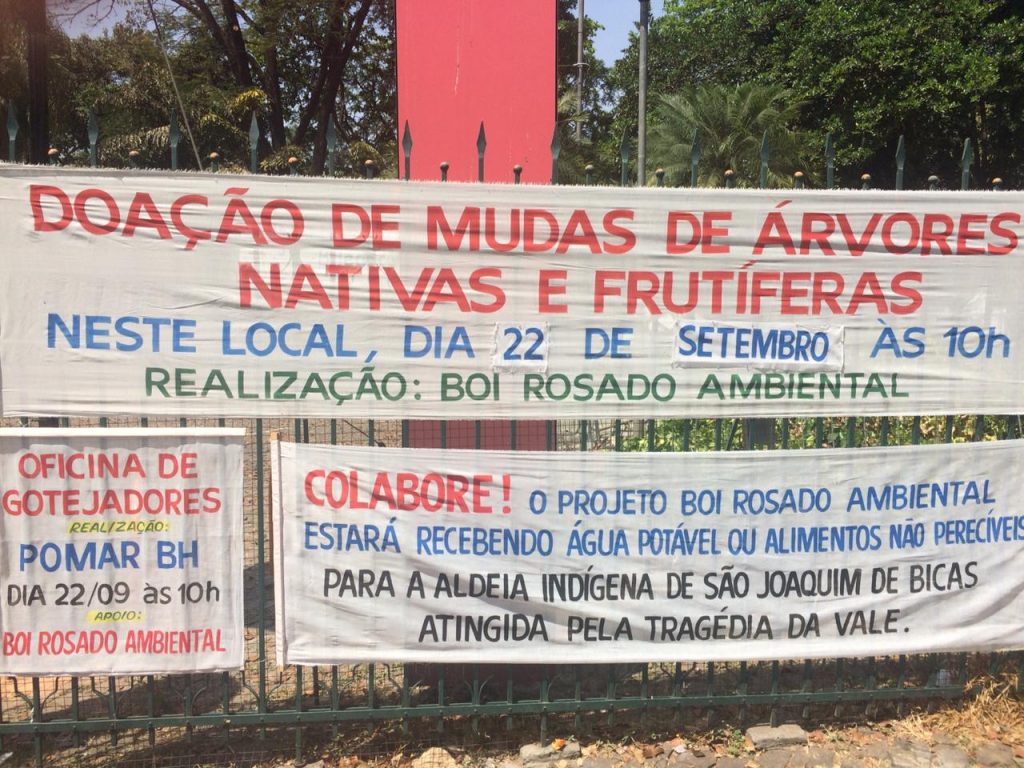 DOAÇÃO DE MUDAS DE ÁRVORES
NATIVAS E FRUTÍFERAS
NESTE LOCAL, DIA 22 DE SETEMBRO ÀS 10h
REALIZAÇÃO: BOI ROSADO AMBIENTAL
OFICINA DE
GOTEJADORES
REALIZAÇÃO:
POMAR BH
DIA 22/09 às 10h
APOIO:
BOI ROSADO AMBIENTAL
COLABORE! O PROJETO BOI ROSADO AMBIENTAL
ESTARÁ RECEBENDO ÁGUA POTÁVEL OU ALIMENTOS NÃO PERECÍVEIS
PARA A ALDEIA INDÍGENA DE SÃO JOAQUIM DE BICAS
ATINGIDA PELA TRAGÉDIA DA VALE.